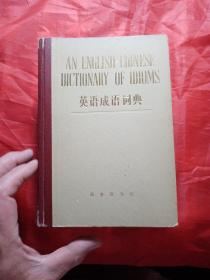 AN ENGLISH-CHINESE
DICTIONARY OF IDIOMS
英语成语词典